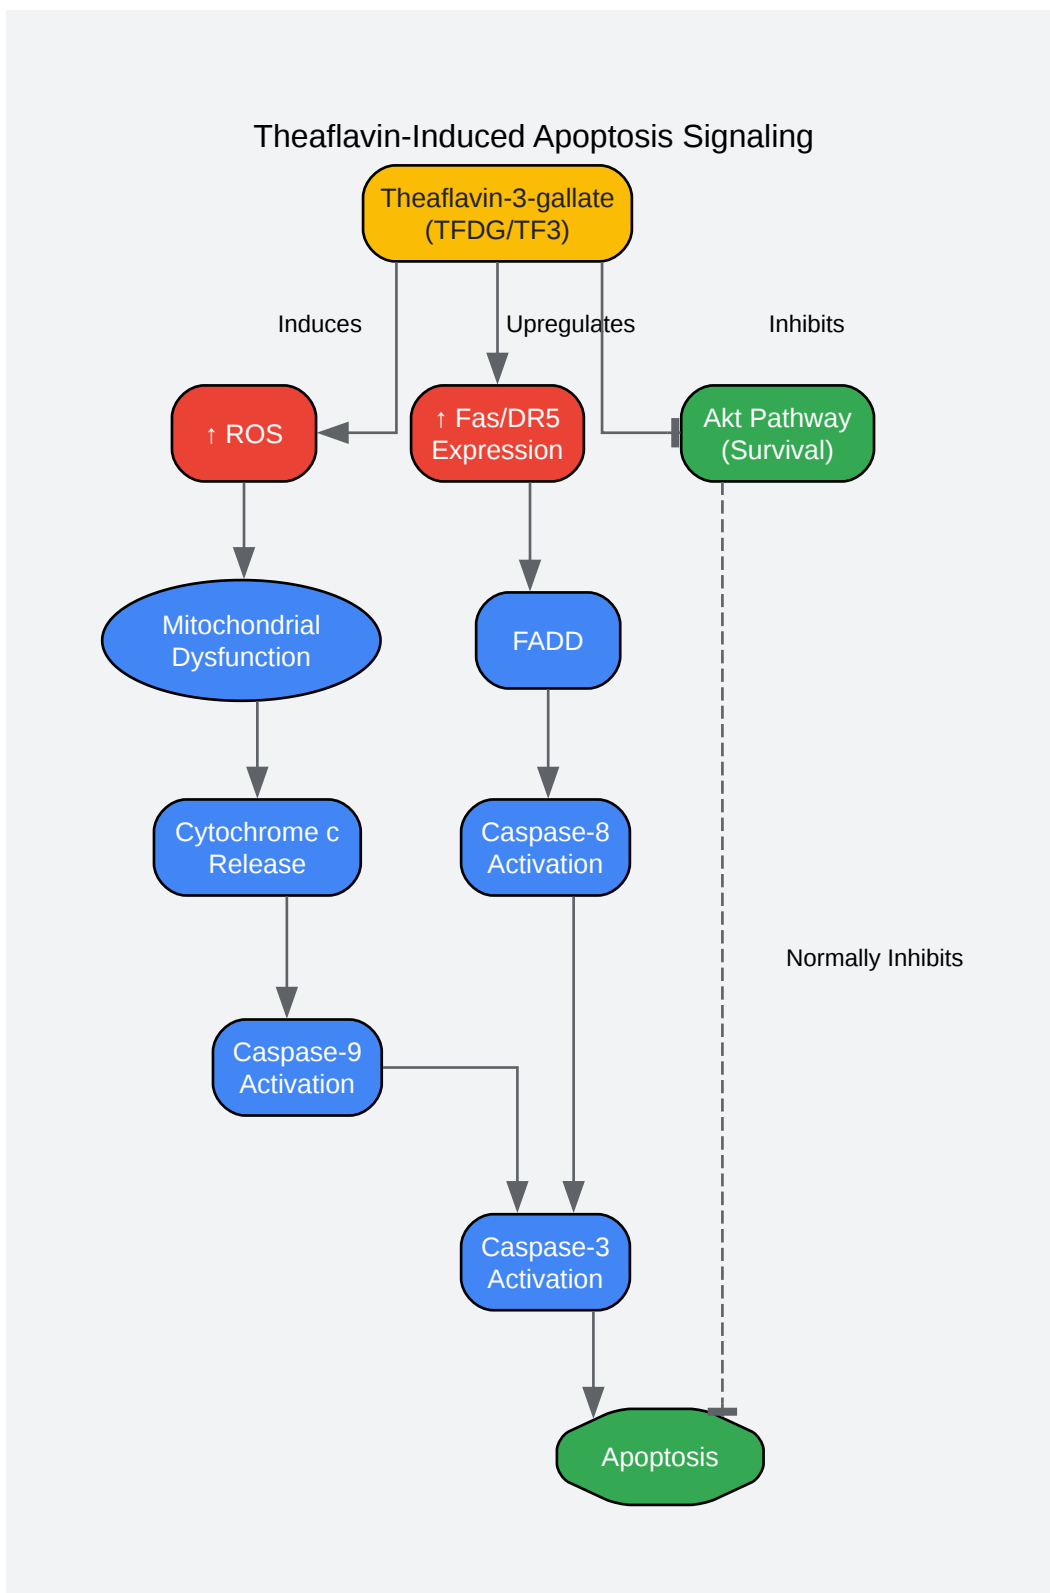 Theaflavin-Induced Apoptosis Signaling
Theaflavin-3-gallate
(TFDG/TF3)
Induces
Upregulates
Inhibits
↑ ROS
↑ Fas/DR5
Expression
Akt Pathway
(Survival)
Mitochondrial
Dysfunction
FADD
Cytochrome c
Release
Caspase-8
Activation
Normally Inhibits
Caspase-9
Activation
Caspase-3
Activation
Apoptosis